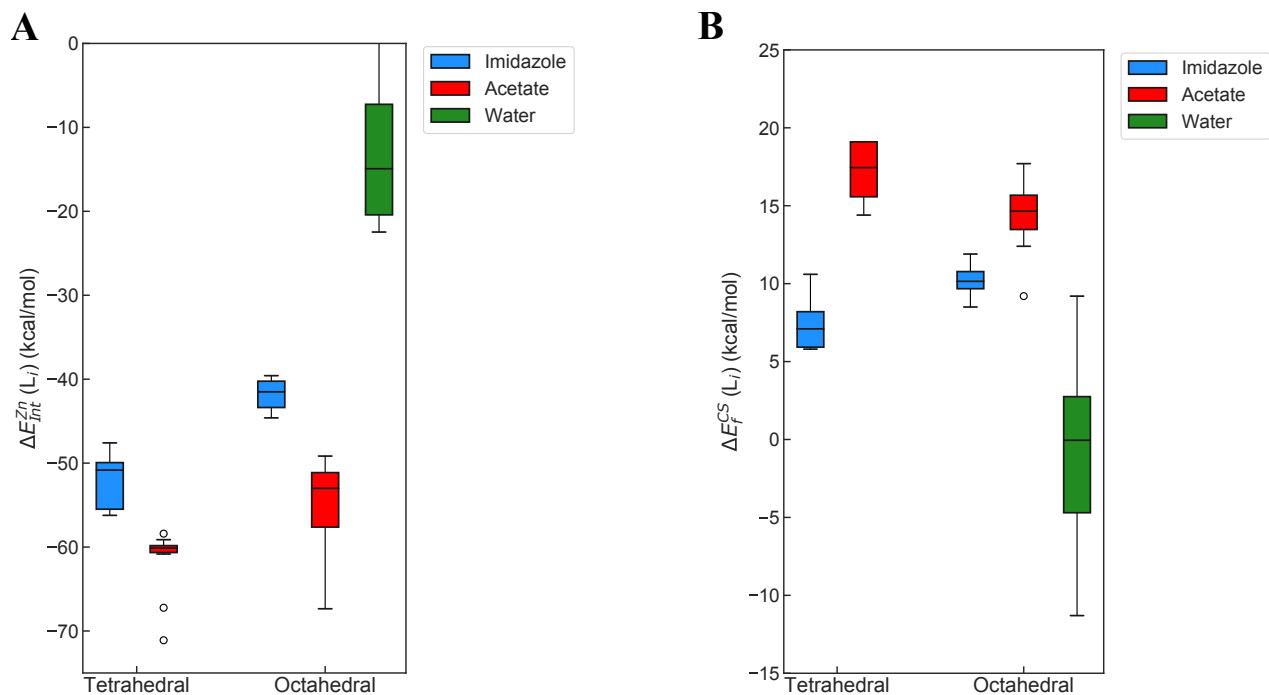 A
0
−10
−20
−30
−40
−50
−60
−70
ΔE_Int^Zn (L_i) (kcal/mol)
Tetrahedral
Octahedral
Imidazole
Acetate
Water
B
25
20
15
10
5
0
−5
−10
−15
ΔE_f^CS (L_i) (kcal/mol)
Tetrahedral
Octahedral
Imidazole
Acetate
Water